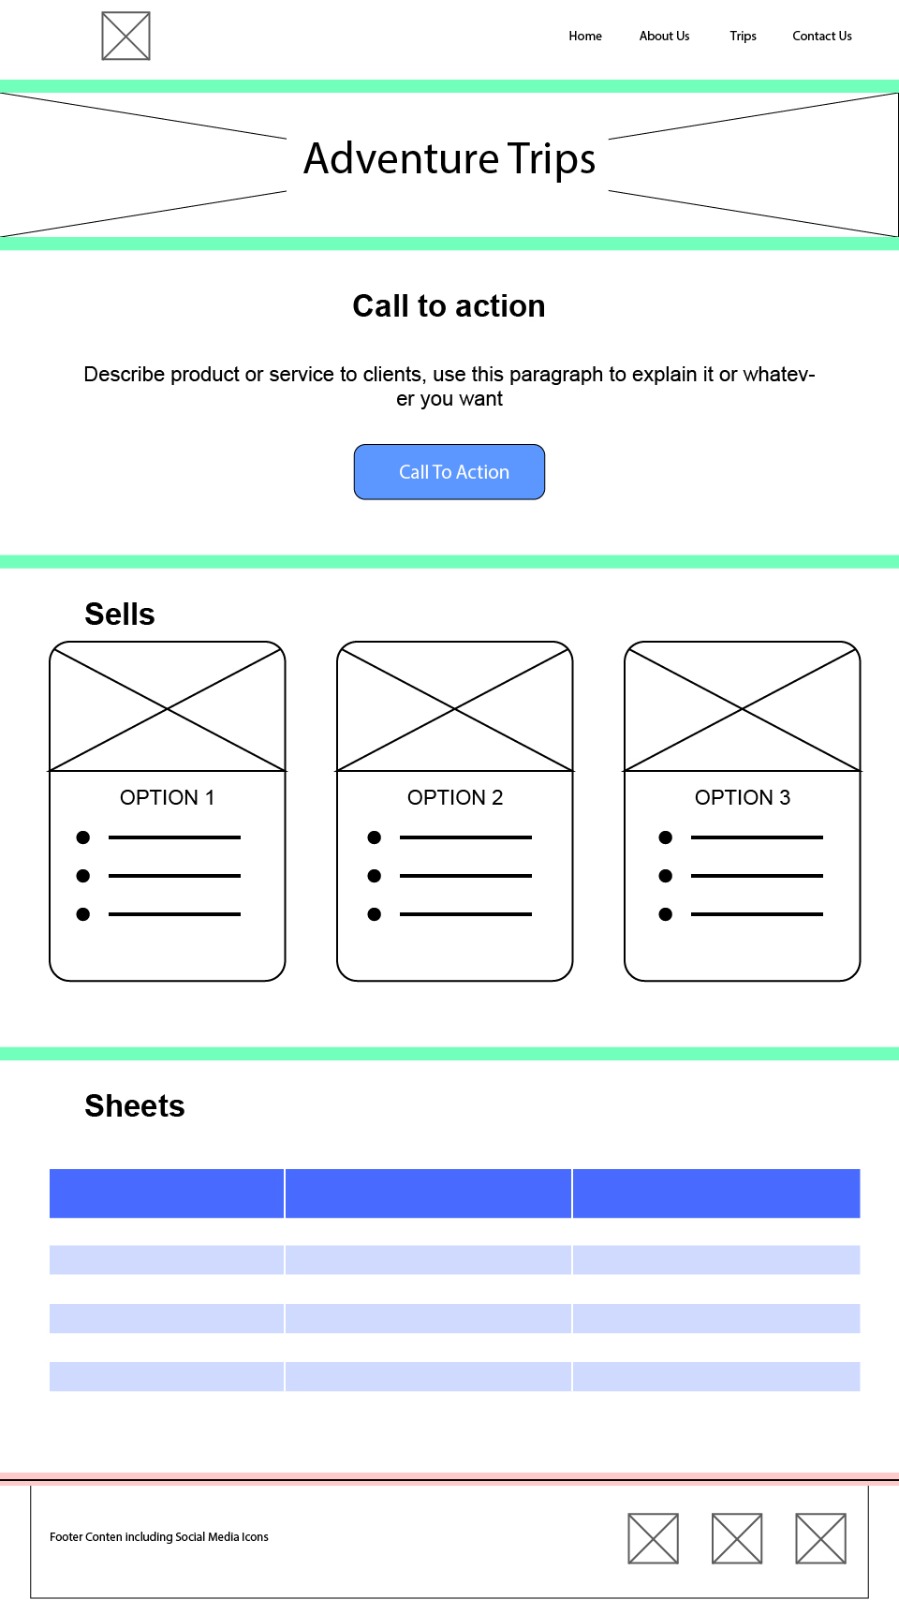 Home About Us Trips Contact Us
Adventure Trips
Call to action
Describe product or service to clients, use this paragraph to explain it or whatev-
er you want
Call To Action
Sells
OPTION 1
OPTION 2
OPTION 3
Sheets
Footer Conten including Social Media Icons